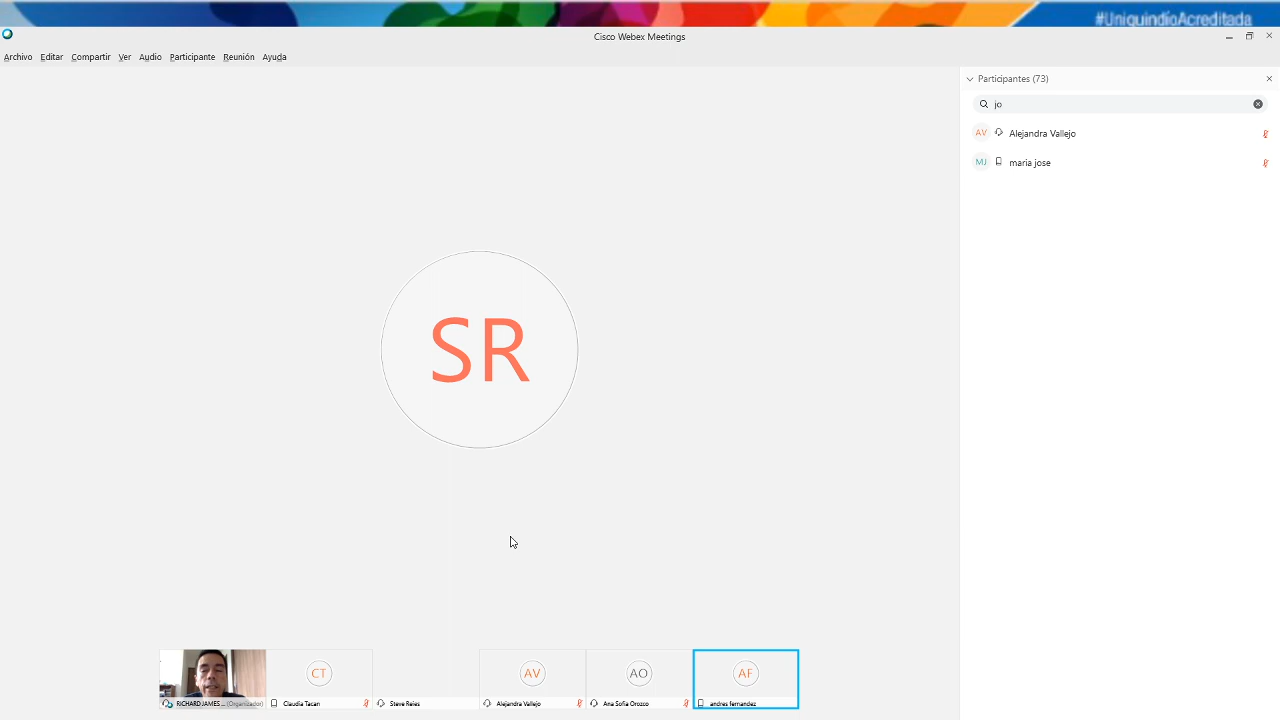 #UniquindíoAcreditada
Cisco Webex Meetings
Archivo Editar Compartir Ver Audio Participante Reunión Ayuda
Participantes (73)
jo
AV Alejandra Vallejo
MJ maria jose
SR
CT
AV
AO
AF
RICHARD JAMES ... (Organizador)
Claudia Tacan
Steve Reies
Alejandra Vallejo
Ana Sofia Orozco
andres fernandez